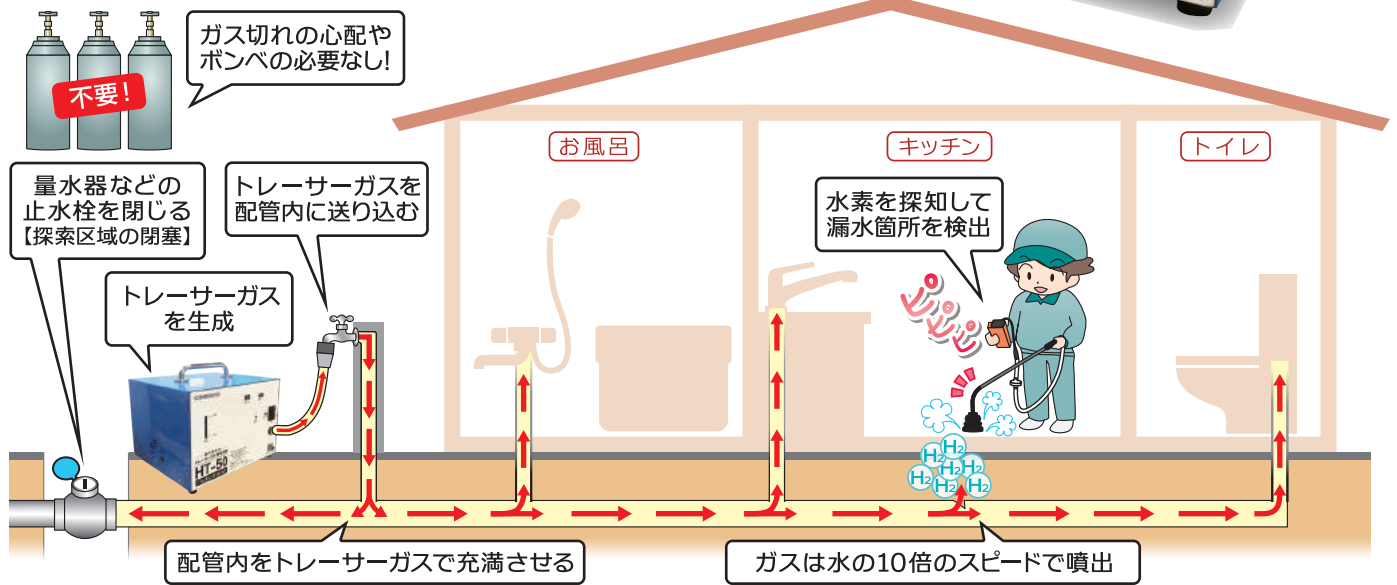 不要!
ガス切れの心配や
ボンベの必要なし!
お風呂
キッチン
トイレ
量水器などの
止水栓を閉じる
【探索区域の閉塞】
トレーサーガスを
配管内に送り込む
水素を探知して
漏水箇所を検出
トレーサーガス
を生成
ピピピ
HT-50
H2
H2
H2
H2
H2
H2
配管内をトレーサーガスで充満させる
ガスは水の10倍のスピードで噴出